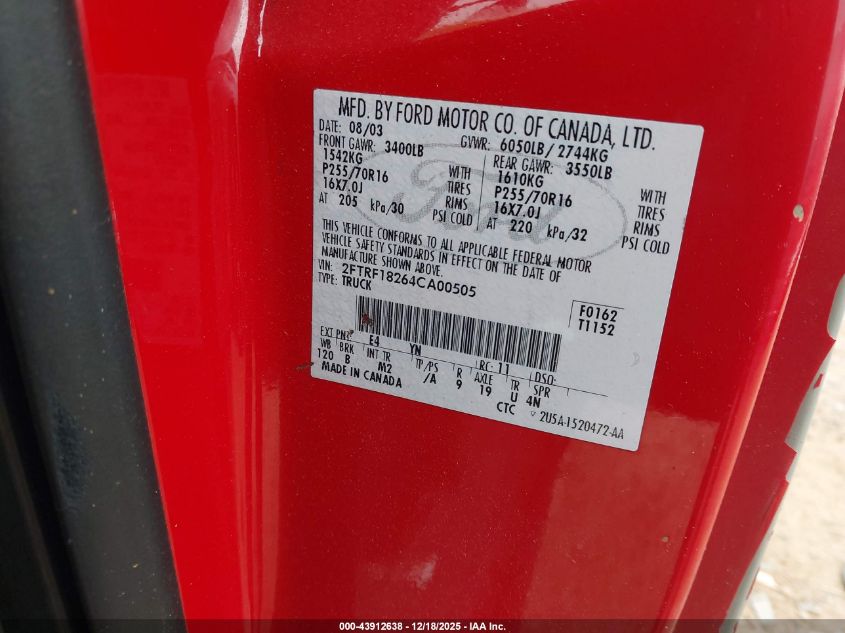 MFD. BY FORD MOTOR CO. OF CANADA, LTD.
DATE: 08/03 GVWR: 6050LB/ 2744KG
FRONT GAWR: 3400LB REAR GAWR: 3550LB
1542KG WITH 1610KG WITH
P255/70R16 TIRES P255/70R16 TIRES
16X7.0J RIMS 16X7.0J RIMS
AT 205 kPa/30 PSI COLD AT 220 kPa/32 PSI COLD
Ford
THIS VEHICLE CONFORMS TO ALL APPLICABLE FEDERAL MOTOR
VEHICLE SAFETY STANDARDS IN EFFECT ON THE DATE OF
MANUFACTURE SHOWN ABOVE.
VIN: 2FTRF18264CA00505
TYPE: TRUCK
F0162
T1152
EXT PNT: E4 YN RC: 11 DSO:
WB BRK INT TR TP/PS R AXLE TR SPR
120 B M2 /A 9 19 U 4N
MADE IN CANADA CTC 2U5A-1520472-AA
000-43912638 - 12/18/2025 - IAA Inc.